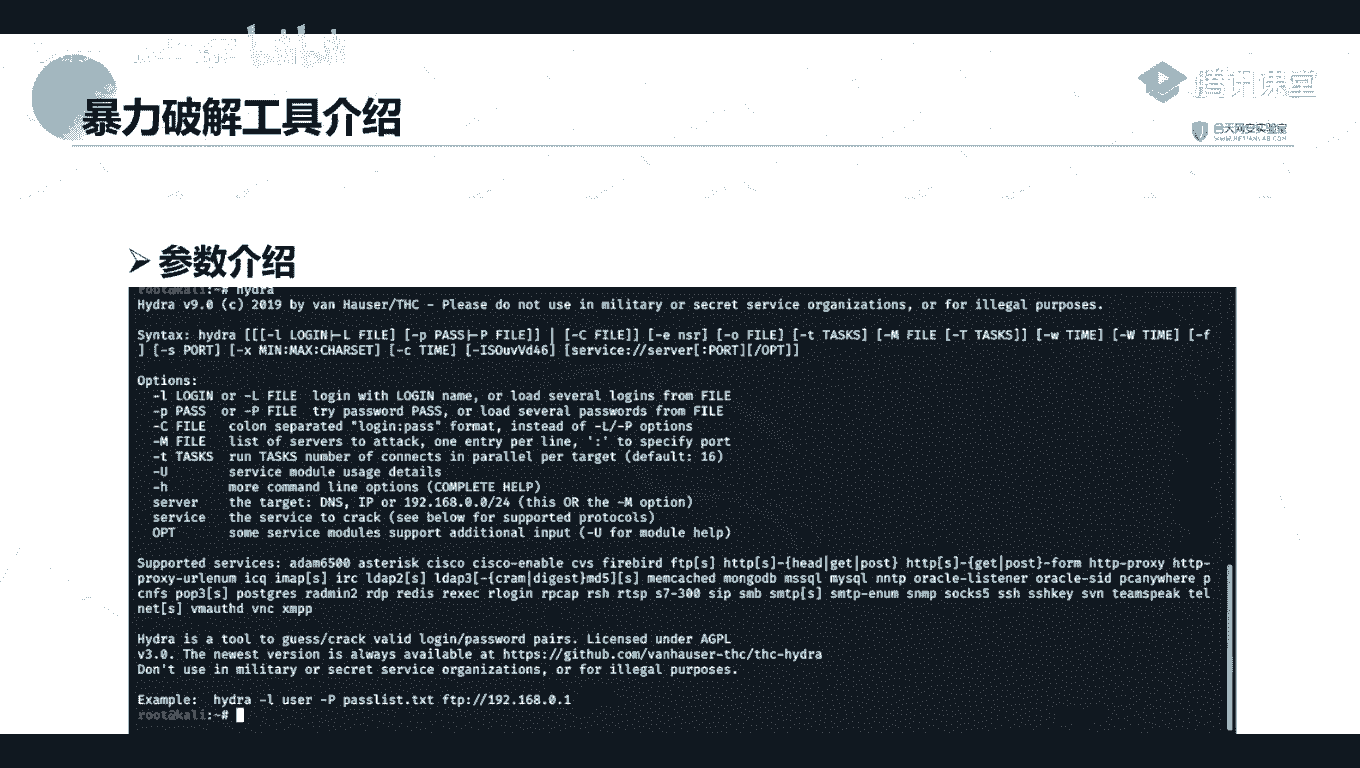 暴力破解工具介绍
腾讯课堂
合天网安实验室
WWW.HETIANLAB.COM
➢ 参数介绍
root@kali:~# hydra
Hydra v9.0 (c) 2019 by van Hauser/THC - Please do not use in military or secret service organizations, or for illegal purposes.
Syntax: hydra [[[-l LOGIN|-L FILE] [-p PASS|-P FILE]] | [-C FILE]] [-e nsr] [-o FILE] [-t TASKS] [-M FILE [-T TASKS]] [-w TIME] [-W TIME] [-f
] [-s PORT] [-x MIN:MAX:CHARSET] [-c TIME] [-ISOuvVd46] [service://server[:PORT][/OPT]]
Options:
-l LOGIN or -L FILE  login with LOGIN name, or load several logins from FILE
-p PASS  or -P FILE  try password PASS, or load several passwords from FILE
-C FILE   colon separated "login:pass" format, instead of -L/-P options
-M FILE   list of servers to attack, one entry per line, ':' to specify port
-t TASKS  run TASKS number of connects in parallel per target (default: 16)
-U        service module usage details
-h        more command line options (COMPLETE HELP)
server    the target: DNS, IP or 192.168.0.0/24 (this OR the -M option)
service   the service to crack (see below for supported protocols)
OPT       some service modules support additional input (-U for module help)
Supported services: adam6500 asterisk cisco cisco-enable cvs firebird ftp[s] http[s]-{head|get|post} http[s]-{get|post}-form http-proxy http-
proxy-urlenum icq imap[s] irc ldap2[s] ldap3[-{cram|digest}md5][s] memcached mongodb mssql mysql nntp oracle-listener oracle-sid pcanywhere p
cnfs pop3[s] postgres radmin2 rdp redis rexec rlogin rpcap rsh rtsp s7-300 sip smb smtp[s] smtp-enum snmp socks5 ssh sshkey svn teamspeak tel
net[s] vmauthd vnc xmpp
Hydra is a tool to guess/crack valid login/password pairs. Licensed under AGPL
v3.0. The newest version is always available at https://github.com/vanhauser-thc/thc-hydra
Don't use in military or secret service organizations, or for illegal purposes.
Example:  hydra -l user -P passlist.txt ftp://192.168.0.1
root@kali:~#